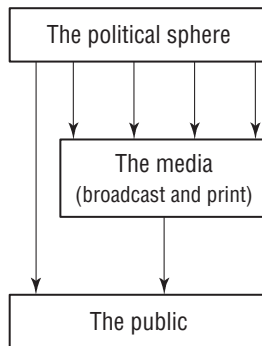 The political sphere
The media
(broadcast and print)
The public